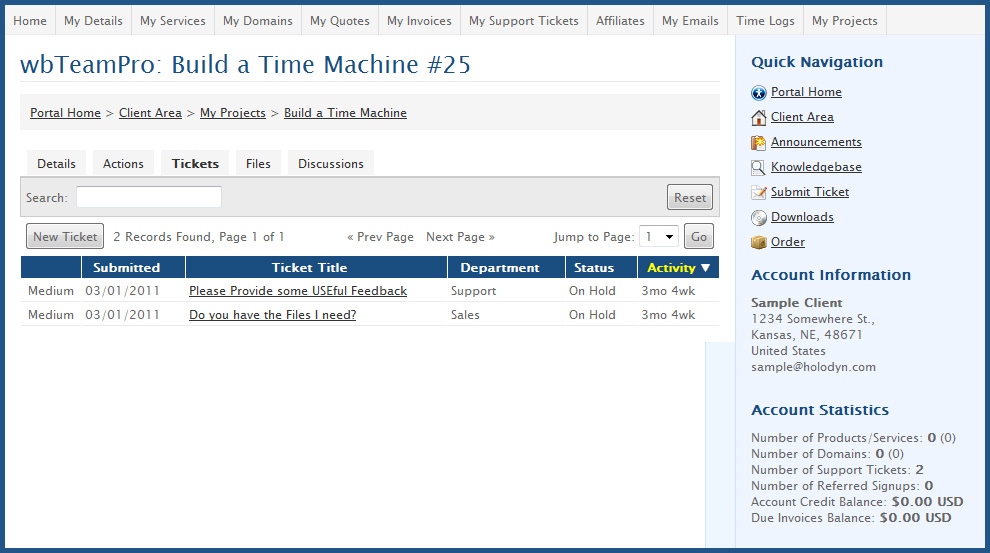 Home My Details My Services My Domains My Quotes My Invoices My Support Tickets Affiliates My Emails Time Logs My Projects
wbTeamPro: Build a Time Machine #25
Portal Home > Client Area > My Projects > Build a Time Machine
Details Actions Tickets Files Discussions
Search: Reset
New Ticket 2 Records Found, Page 1 of 1 « Prev Page Next Page » Jump to Page: 1 Go
Submitted Ticket Title Department Status Activity ▼
Medium 03/01/2011 Please Provide some USEful Feedback Support On Hold 3mo 4wk
Medium 03/01/2011 Do you have the Files I need? Sales On Hold 3mo 4wk
Quick Navigation
Portal Home
Client Area
Announcements
Knowledgebase
Submit Ticket
Downloads
Order
Account Information
Sample Client
1234 Somewhere St.,
Kansas, NE, 48671
United States
sample@holodyn.com
Account Statistics
Number of Products/Services: 0 (0)
Number of Domains: 0 (0)
Number of Support Tickets: 2
Number of Referred Signups: 0
Account Credit Balance: $0.00 USD
Due Invoices Balance: $0.00 USD